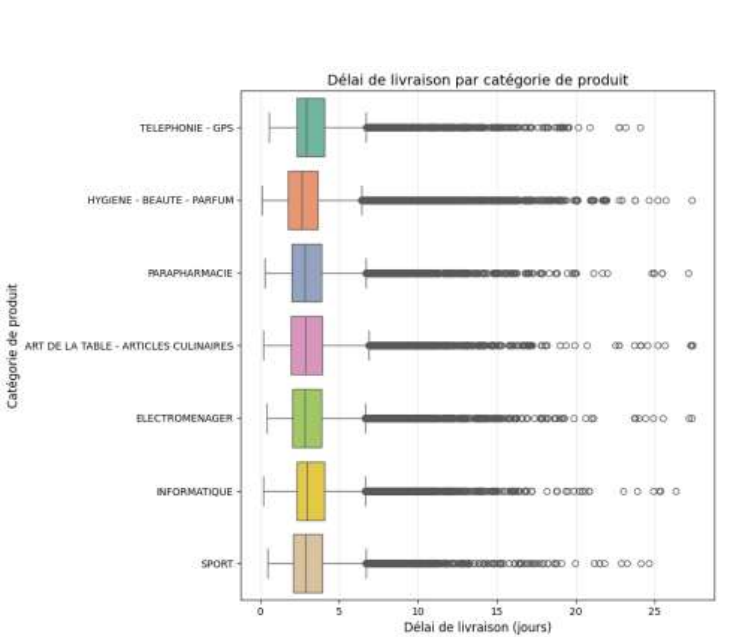 Délai de livraison par catégorie de produit
Catégorie de produit
TELEPHONIE - GPS
HYGIENE - BEAUTE - PARFUM
PARAPHARMACIE
ART DE LA TABLE - ARTICLES CULINAIRES
ELECTROMENAGER
INFORMATIQUE
SPORT
0 5 10 15 20 25
Délai de livraison (jours)